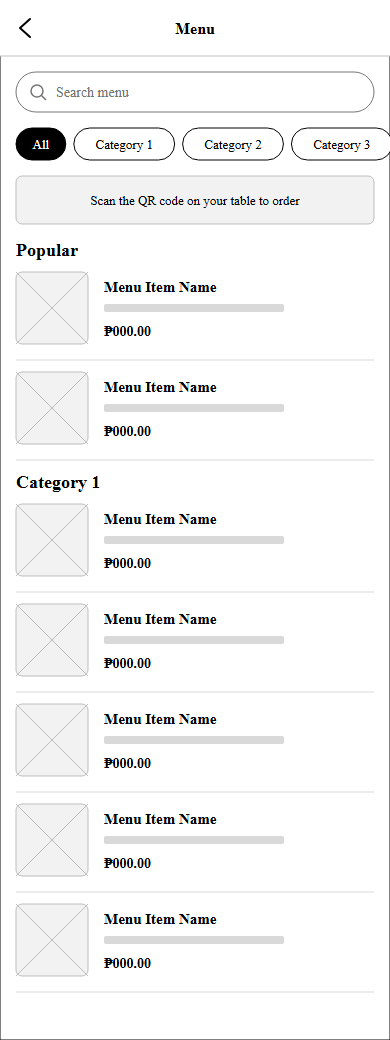 Menu
Search menu
All
Category 1
Category 2
Category 3
Scan the QR code on your table to order
Popular
Menu Item Name
₱000.00
Menu Item Name
₱000.00
Category 1
Menu Item Name
₱000.00
Menu Item Name
₱000.00
Menu Item Name
₱000.00
Menu Item Name
₱000.00
Menu Item Name
₱000.00